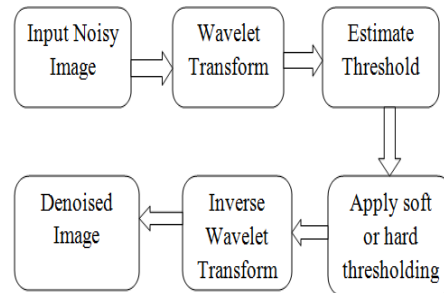 Input Noisy
Image
Wavelet
Transform
Estimate
Threshold
Denoised
Image
Inverse
Wavelet
Transform
Apply soft
or hard
thresholding